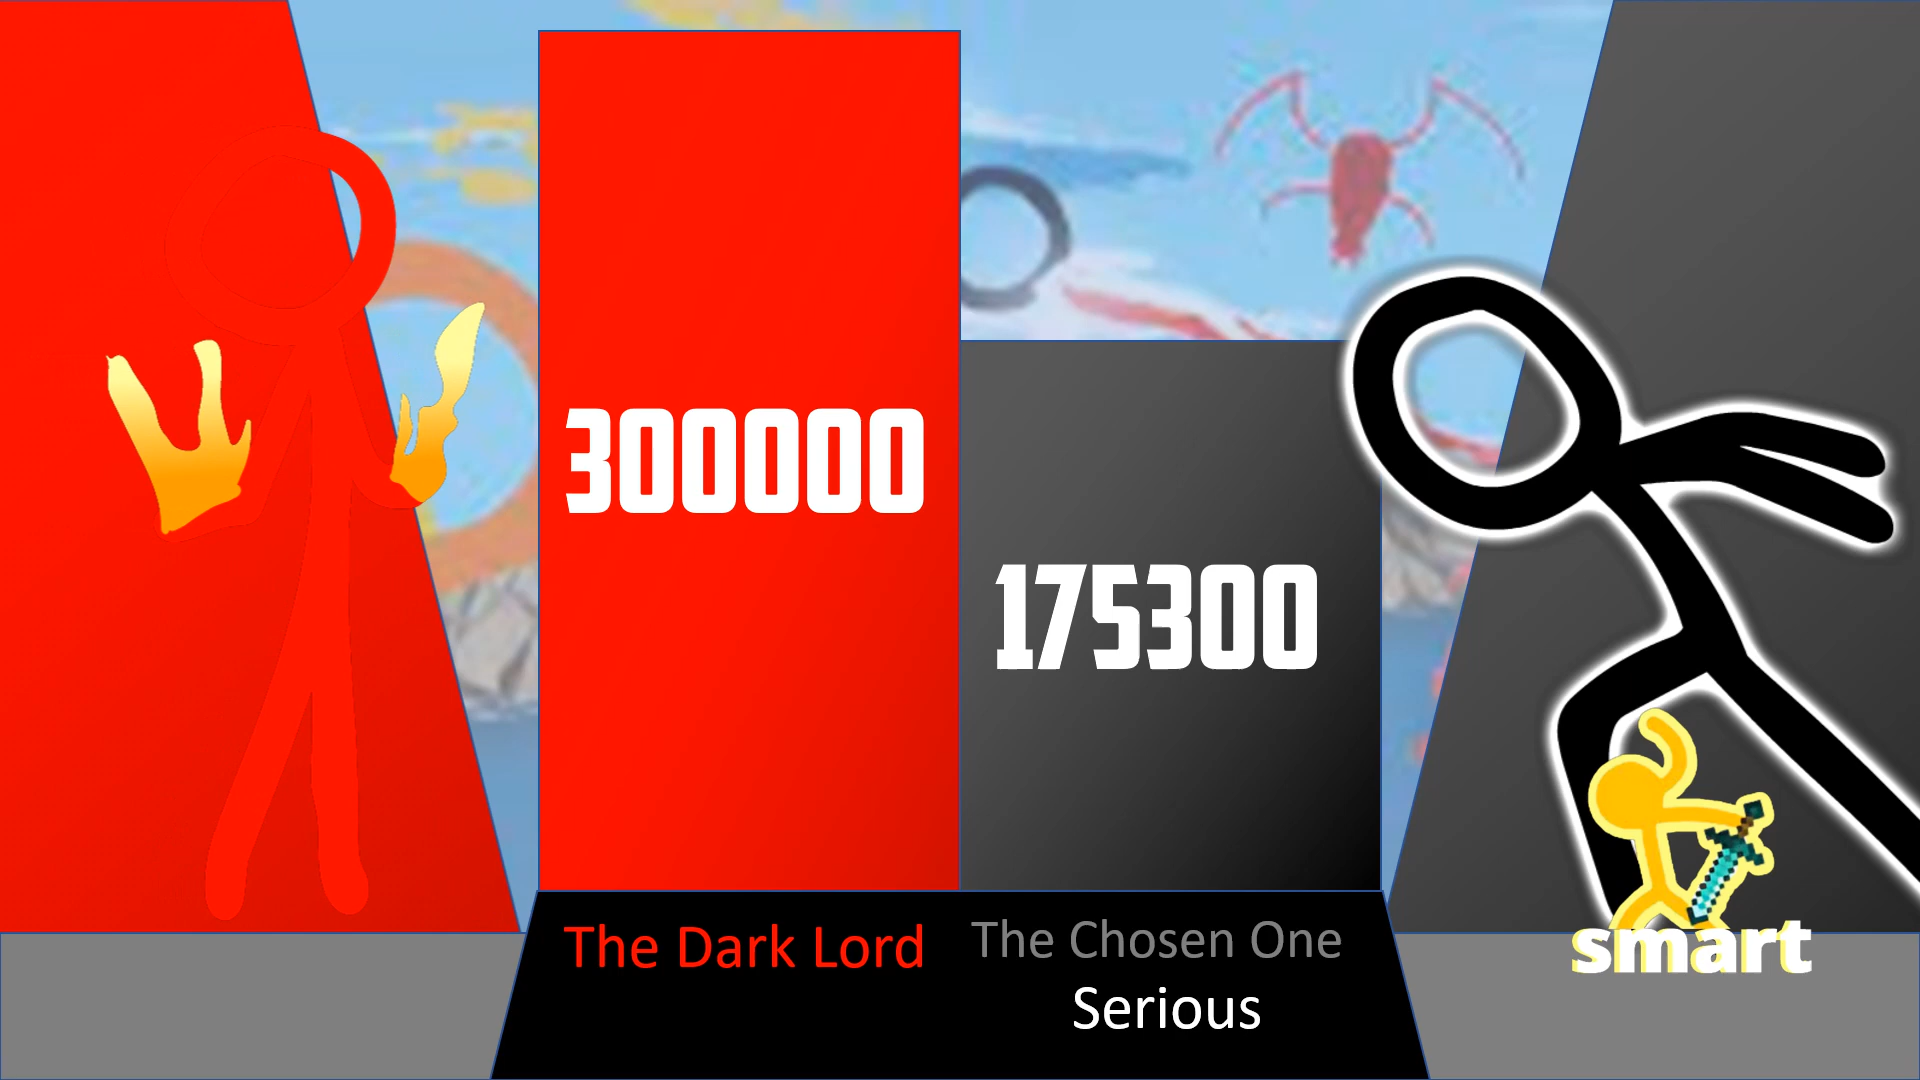 300000
175300
The Dark Lord
The Chosen One
Serious
smart